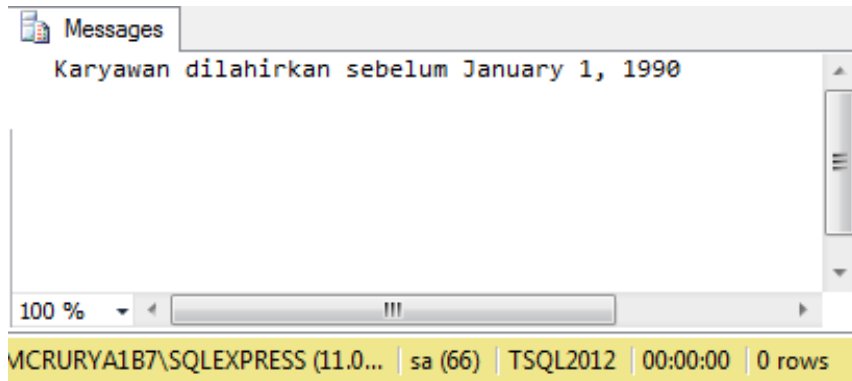 Messages
Karyawan dilahirkan sebelum January 1, 1990
100 %
MCRURYA1B7\SQLEXPRESS (11.0... sa (66) TSQL2012 00:00:00 0 rows